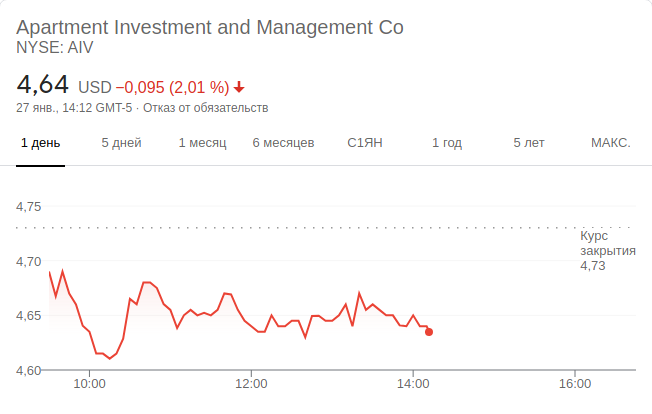 Apartment Investment and Management Co
NYSE: AIV
4,64 USD −0,095 (2,01 %)
27 янв., 14:12 GMT-5 · Отказ от обязательств
1 день 5 дней 1 месяц 6 месяцев С1ЯН 1 год 5 лет МАКС.
4,75
Курс
закрытия
4,73
4,70
4,65
4,60
10:00 12:00 14:00 16:00